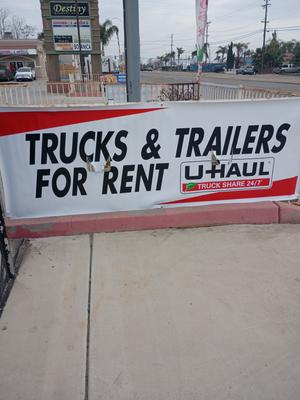 Destiny
TRUCKS & TRAILERS
FOR RENT
U-HAUL
TRUCK SHARE 24/7